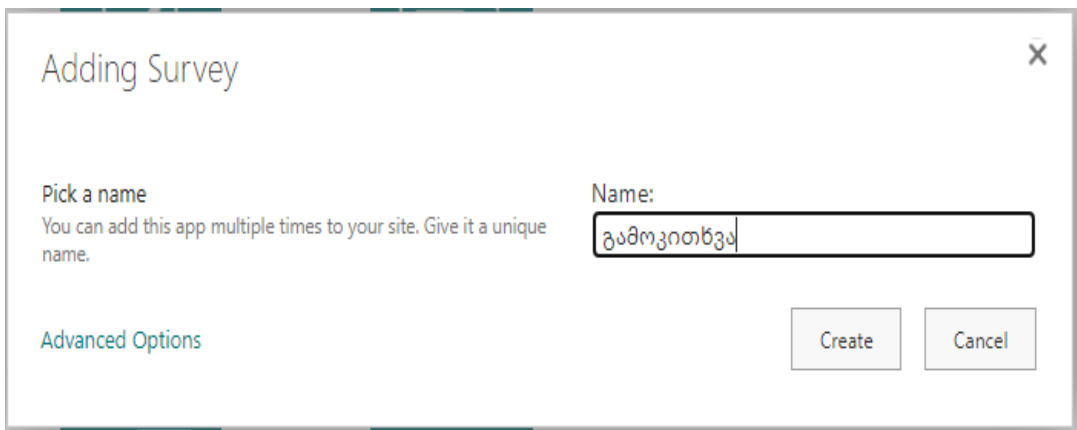 Adding Survey
Pick a name
You can add this app multiple times to your site. Give it a unique
name.
Name:
გამოკითხვა
Advanced Options
Create
Cancel